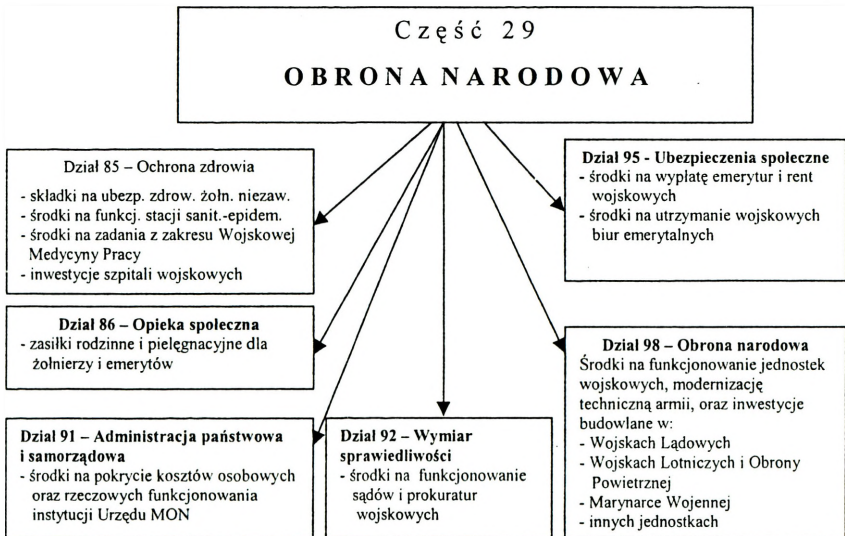 Część 29
OBRONA NARODOWA
Dział 85 – Ochrona zdrowia
- składki na ubezp. zdrow. żołn. niezaw.
- środki na funkcj. stacji sanit.-epidem.
- środki na zadania z zakresu Wojskowej
Medycyny Pracy
- inwestycje szpitali wojskowych
Dział 95 - Ubezpieczenia społeczne
- środki na wypłatę emerytur i rent
wojskowych
- środki na utrzymanie wojskowych
biur emerytalnych
Dział 86 – Opieka społeczna
- zasiłki rodzinne i pielęgnacyjne dla
żołnierzy i emerytów
Dział 91 – Administracja państwowa
i samorządowa
- środki na pokrycie kosztów osobowych
oraz rzeczowych funkcjonowania
instytucji Urzędu MON
Dział 92 – Wymiar
sprawiedliwości
- środki na funkcjonowanie
sądów i prokuratur
wojskowych
Dział 98 – Obrona narodowa
Środki na funkcjonowanie jednostek
wojskowych, modernizację
techniczną armii, oraz inwestycje
budowlane w:
- Wojskach Lądowych
- Wojskach Lotniczych i Obrony
Powietrznej
- Marynarce Wojennej
- innych jednostkach